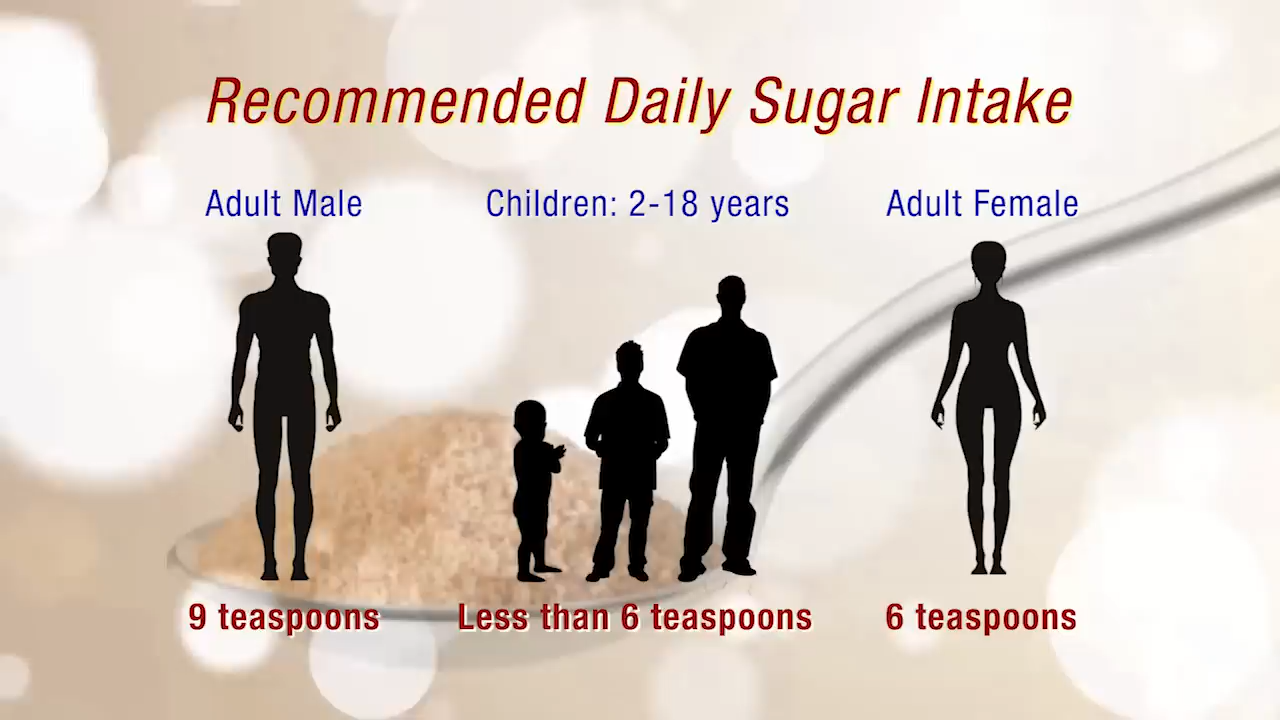 Recommended Daily Sugar Intake
Adult Male
Children: 2-18 years
Adult Female
9 teaspoons
Less than 6 teaspoons
6 teaspoons